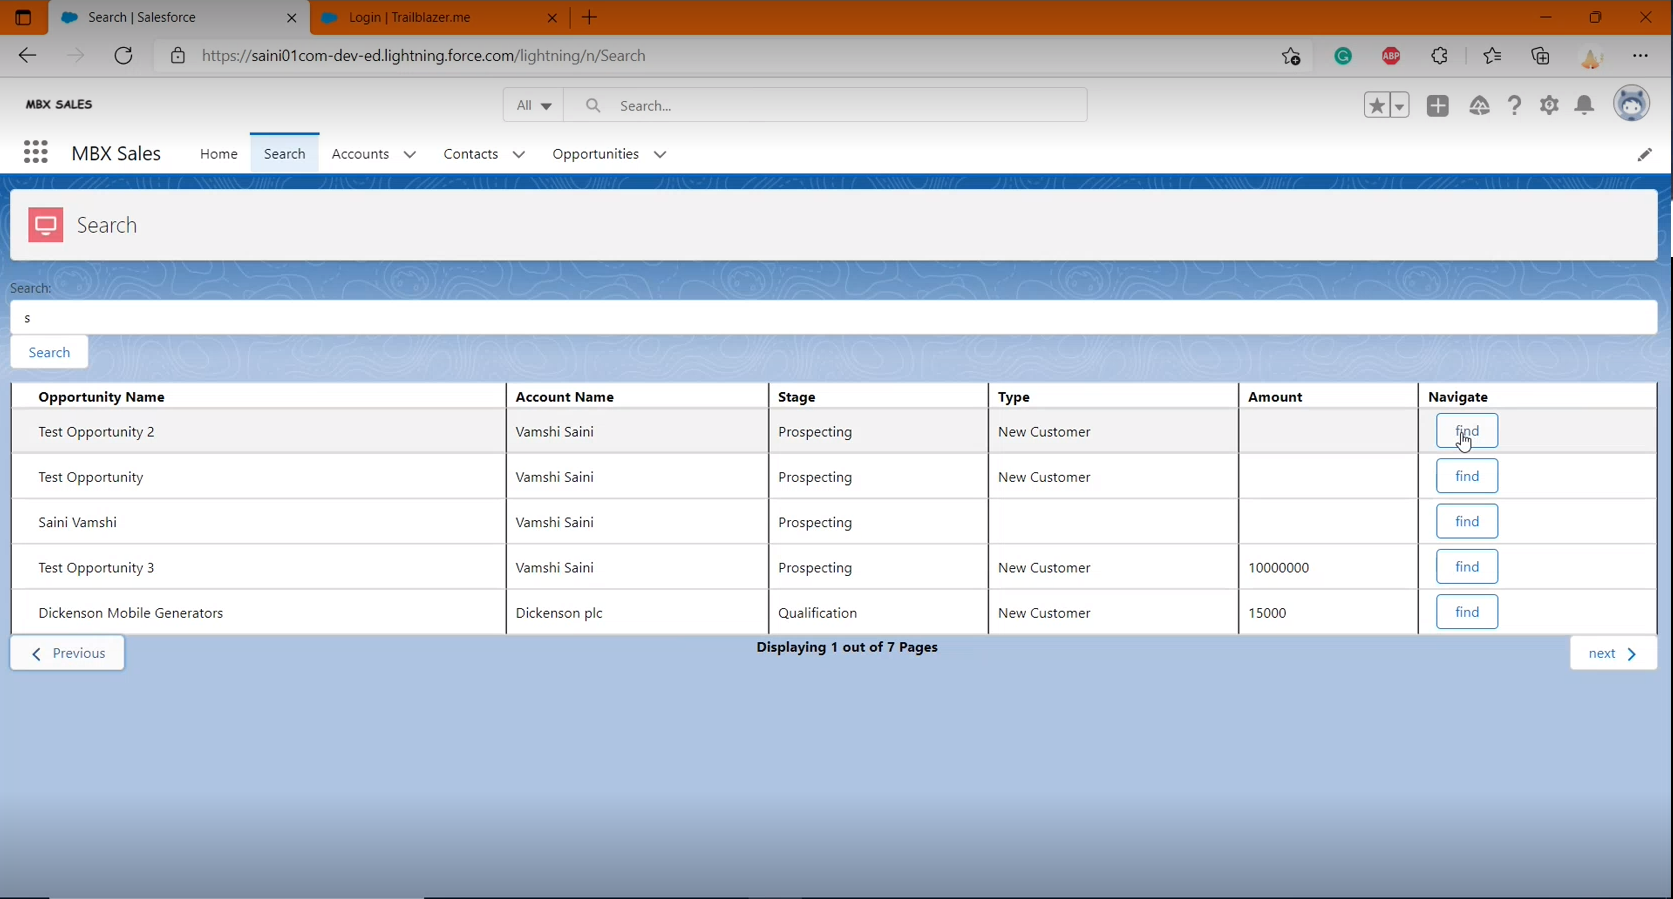 Search | Salesforce
Login | Trailblazer.me
https://saini01com-dev-ed.lightning.force.com/lightning/n/Search
ABP
MBX SALES
All Search...
MBX Sales Home Search Accounts Contacts Opportunities
Search
Search:
s
Search
Opportunity Name Account Name Stage Type Amount Navigate
Test Opportunity 2 Vamshi Saini Prospecting New Customer find
Test Opportunity Vamshi Saini Prospecting New Customer find
Saini Vamshi Vamshi Saini Prospecting find
Test Opportunity 3 Vamshi Saini Prospecting New Customer 10000000 find
Dickenson Mobile Generators Dickenson plc Qualification New Customer 15000 find
Previous Displaying 1 out of 7 Pages next